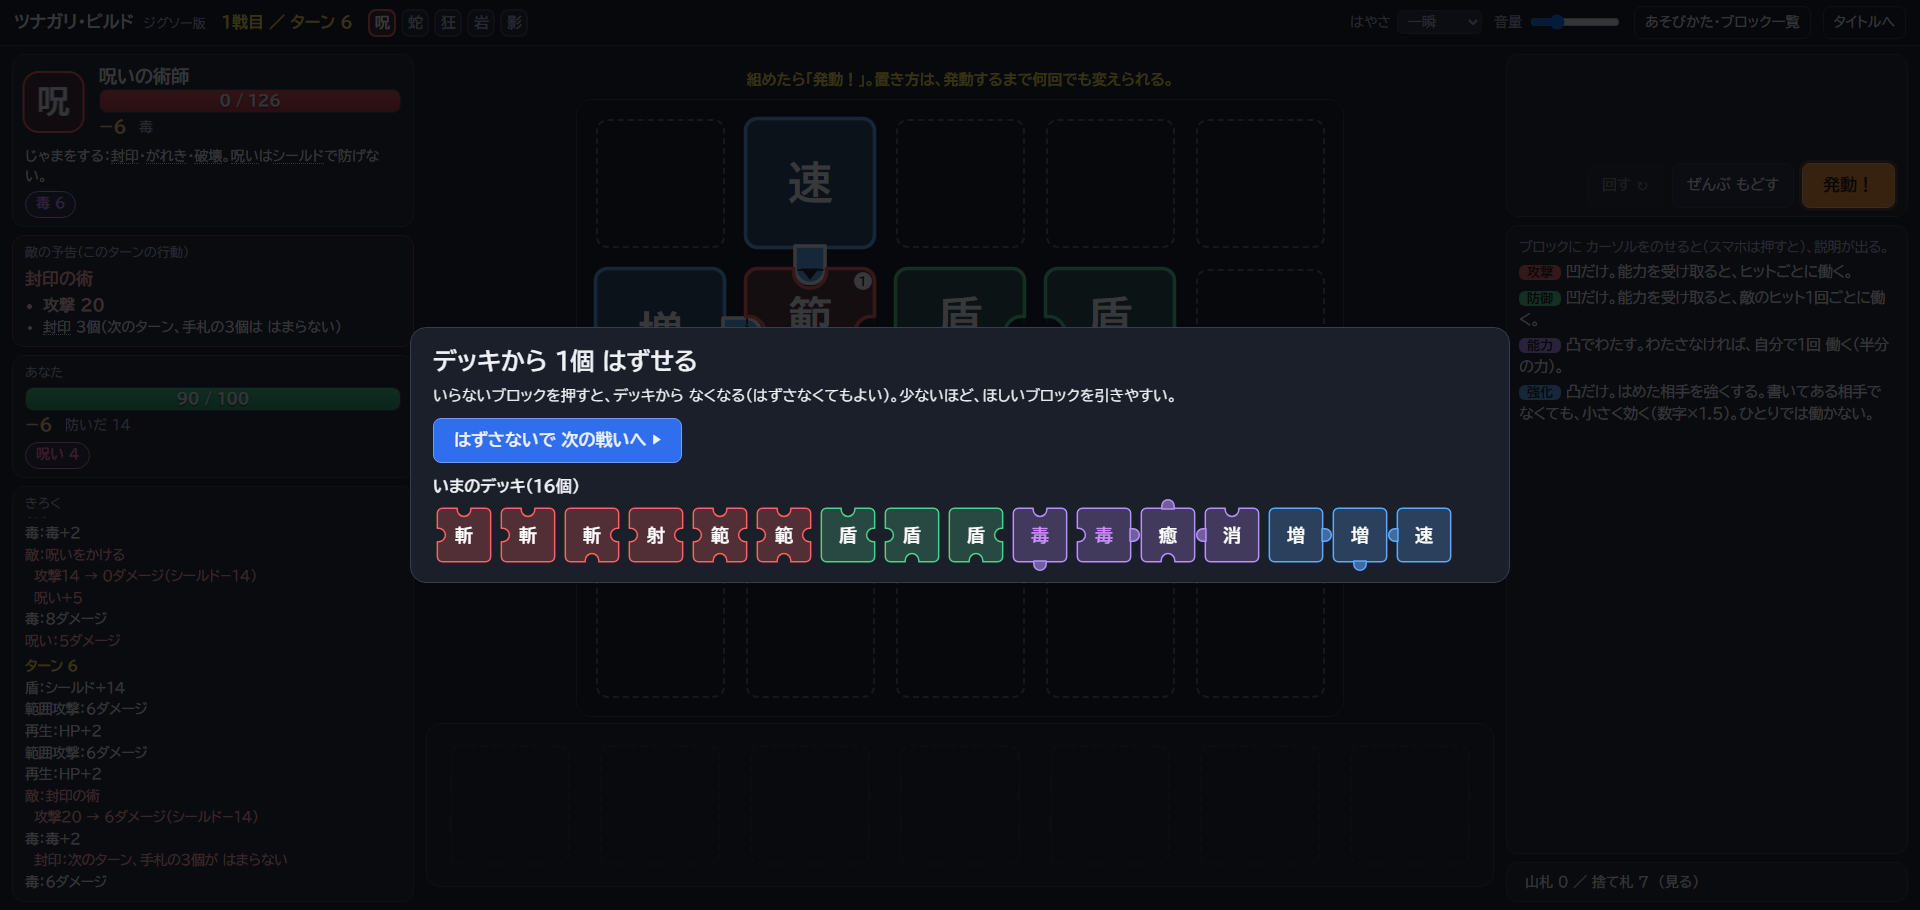 ツナガリ・ビルド ジグソー版 1戦目 ／ ターン 6 呪 蛇 狂 岩 影 はやさ 一瞬 音量 あそびかた・ブロック一覧 タイトルへ
呪 呪いの術師
0 / 126
−6 毒
じゃまをする：封印・がれき・破壊。呪いはシールドで防げな
い。
毒 6
敵の予告（このターンの行動）
封印の術
• 攻撃 20
• 封印 3個（次のターン、手札の3個は はまらない）
あなた
90 / 100
−6 防いだ 14
呪い 4
きろく
毒：毒+2
敵：呪いをかける
攻撃14 → 0ダメージ（シールド−14）
呪い+5
毒：8ダメージ
呪い：5ダメージ
ターン 6
盾：シールド+14
範囲攻撃：6ダメージ
再生：HP+2
範囲攻撃：6ダメージ
再生：HP+2
敵：封印の術
攻撃20 → 6ダメージ（シールド−14）
毒：毒+2
封印：次のターン、手札の3個が はまらない
毒：6ダメージ
組めたら「発動！」。置き方は、発動するまで何回でも変えられる。
速
増 範 1 盾 盾
デッキから 1個 はずせる
いらないブロックを押すと、デッキから なくなる（はずさなくてもよい）。少ないほど、ほしいブロックを引きやすい。
はずさないで 次の戦いへ ▶
いまのデッキ（16個）
斬 斬 斬 射 範 範 盾 盾 盾 毒 毒 癒 消 増 増 速
回す ↻ ぜんぶ もどす 発動！
ブロックに カーソルをのせると（スマホは押すと）、説明が出る。
攻撃 凹だけ。能力を受け取ると、ヒットごとに働く。
防御 凹だけ。能力を受け取ると、敵のヒット1回ごとに働
く。
能力 凸でわたす。わたさなければ、自分で1回 働く（半分
の力）。
強化 凸だけ。はめた相手を強くする。書いてある相手で
なくても、小さく効く（数字×1.5）。ひとりでは働かない。
山札 0 ／ 捨て札 7（見る）